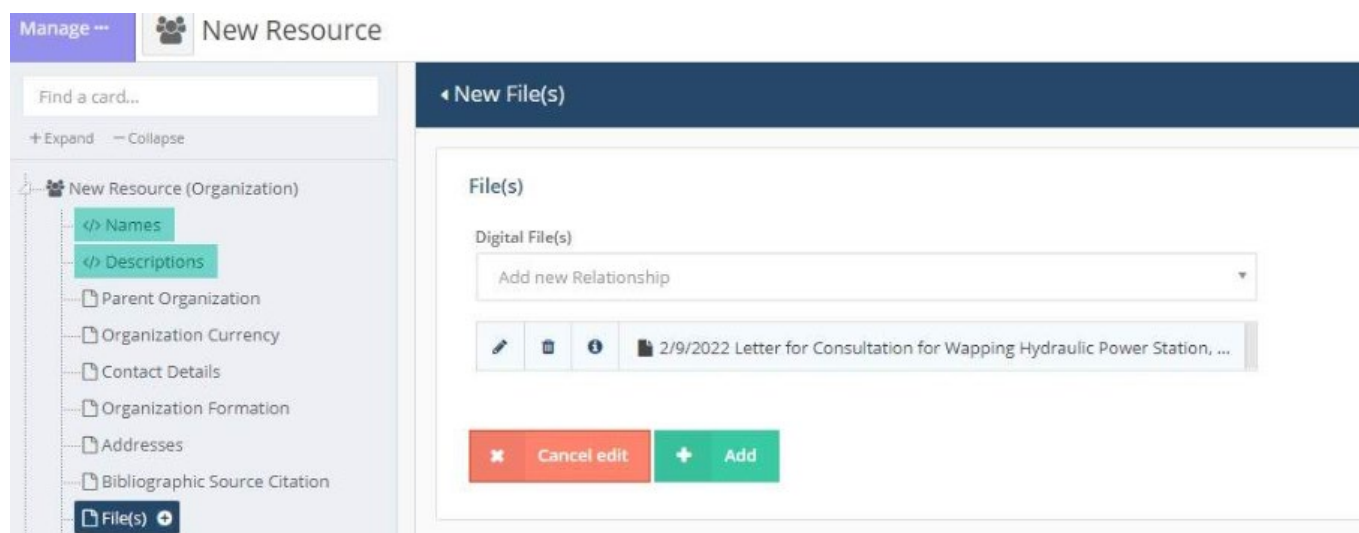 Manage ...
New Resource
Find a card...
+ Expand − Collapse
New Resource (Organization)
</> Names
</> Descriptions
Parent Organization
Organization Currency
Contact Details
Organization Formation
Addresses
Bibliographic Source Citation
File(s)
New File(s)
File(s)
Digital File(s)
Add new Relationship
2/9/2022 Letter for Consultation for Wapping Hydraulic Power Station, ...
Cancel edit
Add